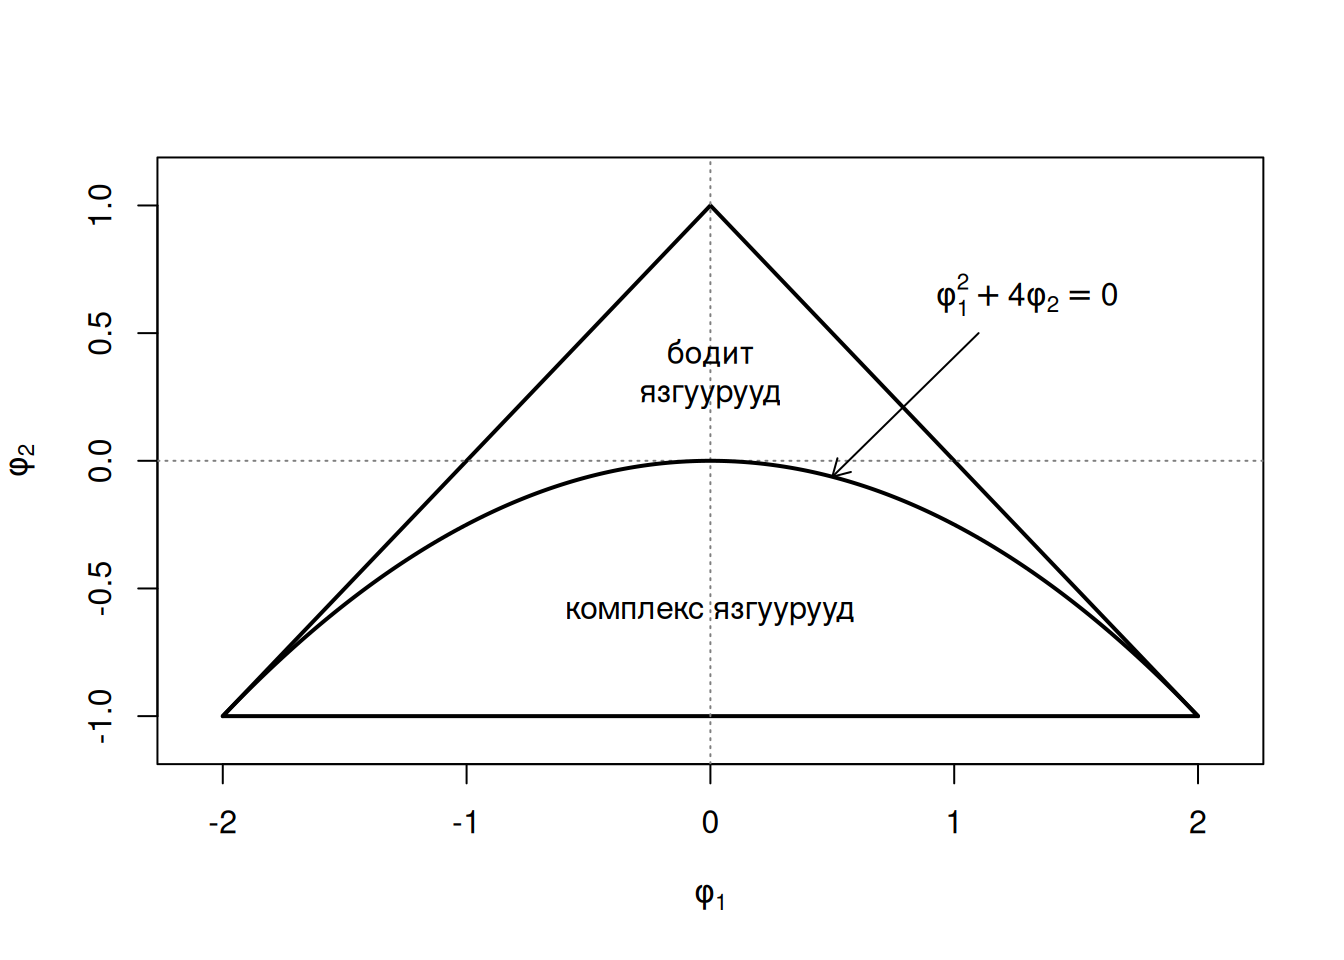 φ₁² + 4φ₂ = 0
бодит
язгуурууд
комплекс язгуурууд
1.0
0.5
0.0
-0.5
-1.0
φ₂
-2
-1
0
1
2
φ₁